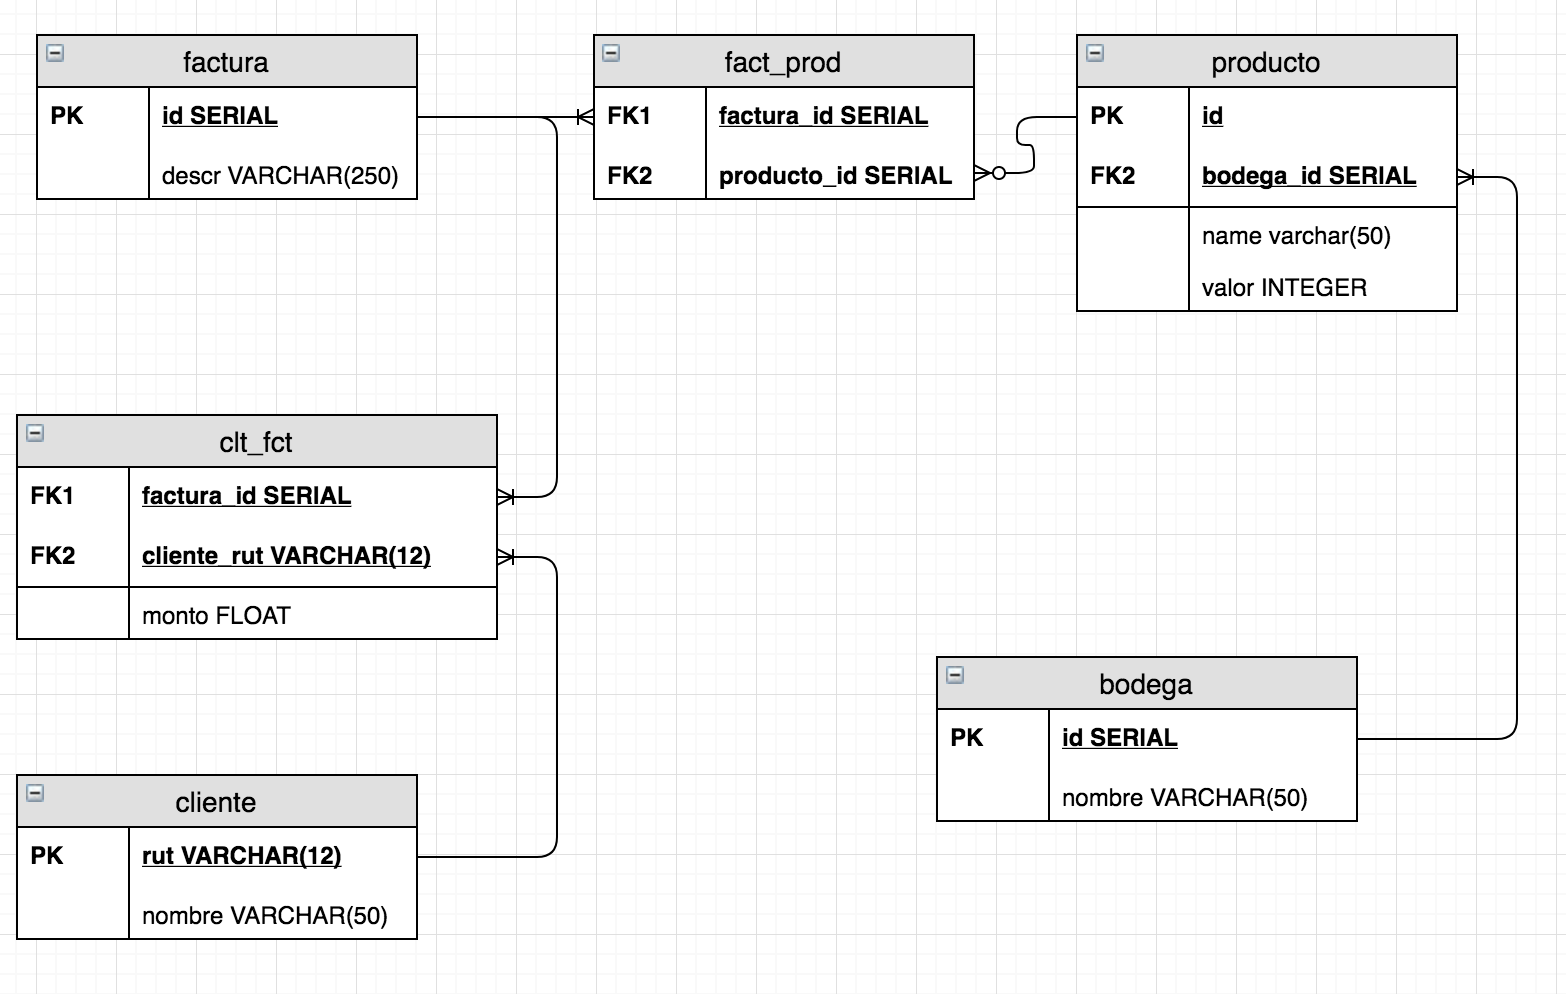 factura
PK id SERIAL
descr VARCHAR(250)
fact_prod
FK1 factura_id SERIAL
FK2 producto_id SERIAL
producto
PK id
FK2 bodega_id SERIAL
name varchar(50)
valor INTEGER
clt_fct
FK1 factura_id SERIAL
FK2 cliente_rut VARCHAR(12)
monto FLOAT
bodega
PK id SERIAL
nombre VARCHAR(50)
cliente
PK rut VARCHAR(12)
nombre VARCHAR(50)